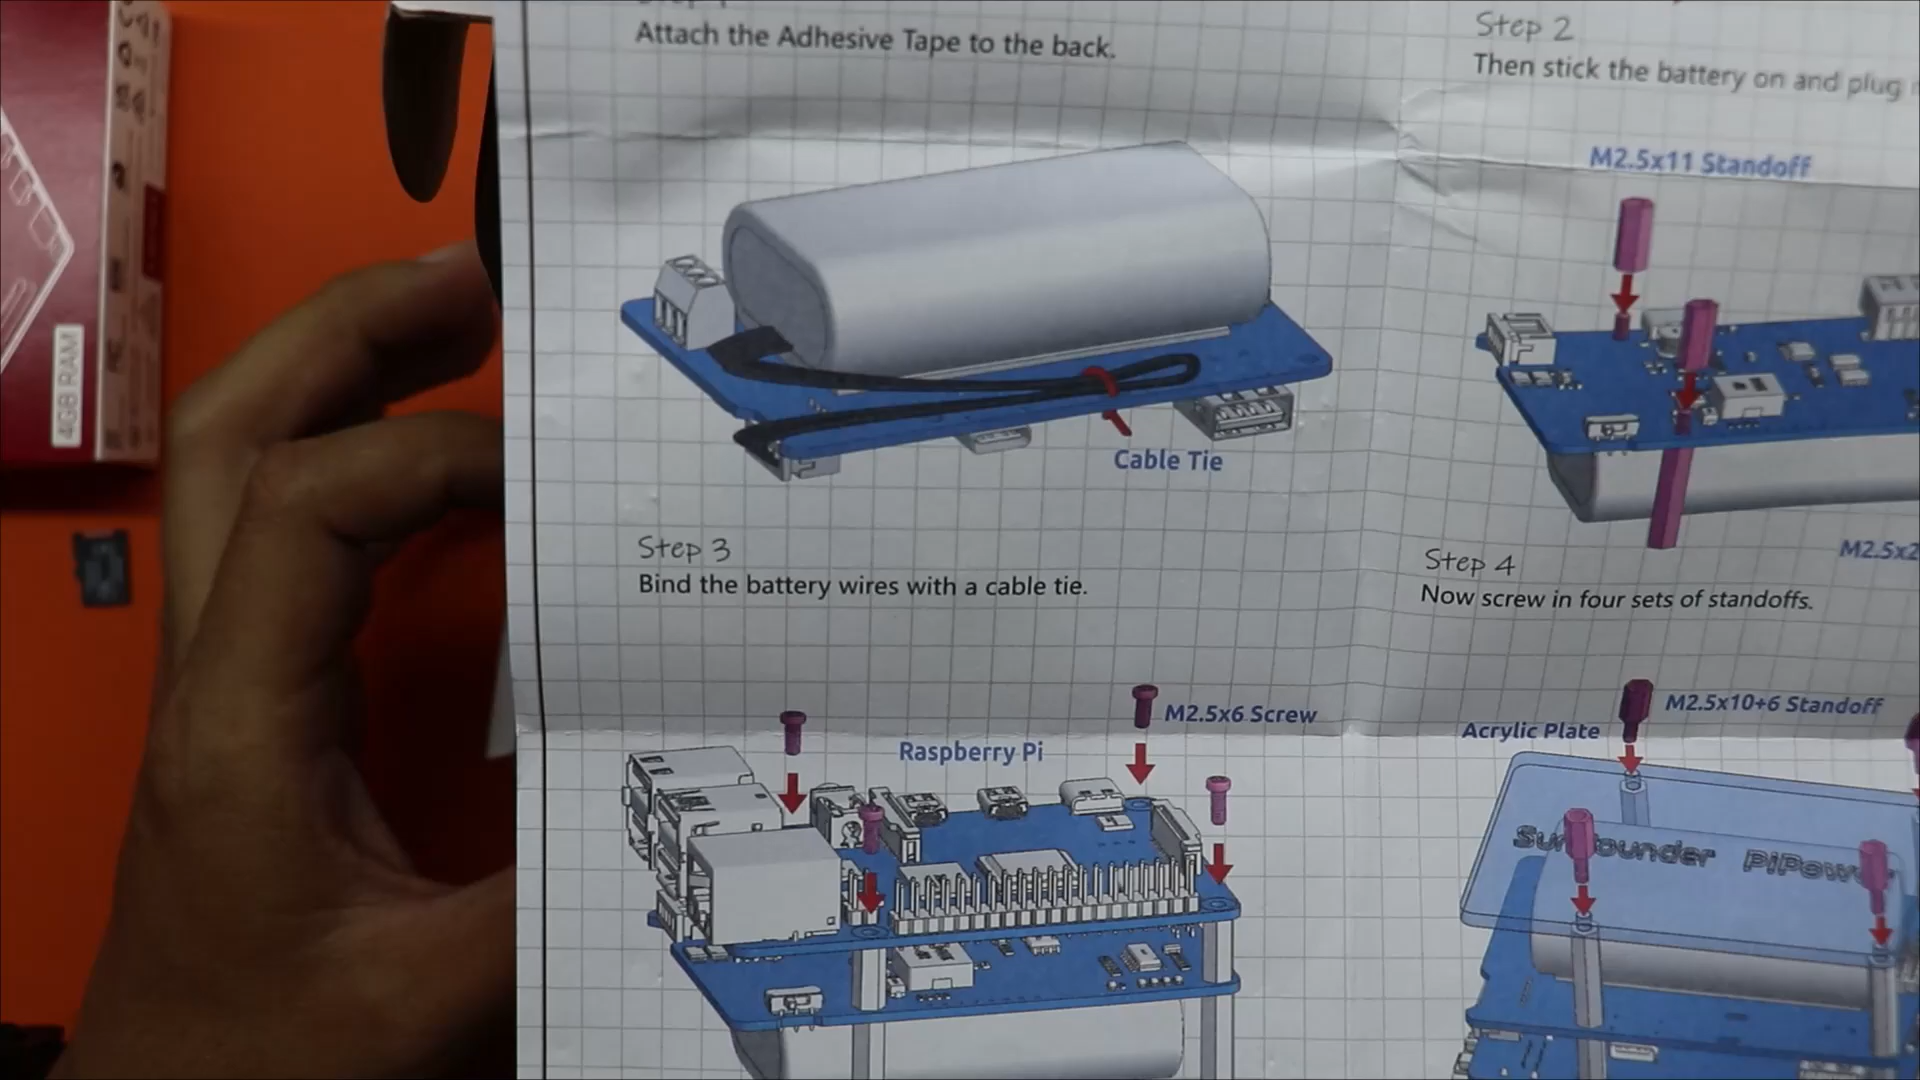 Attach the Adhesive Tape to the back.
Step 2
Then stick the battery on and plug
M2.5x11 Standoff
Cable Tie
Step 3
Bind the battery wires with a cable tie.
M2.5x2
Step 4
Now screw in four sets of standoffs.
M2.5x6 Screw
Raspberry Pi
M2.5x10+6 Standoff
Acrylic Plate
4GB RAM